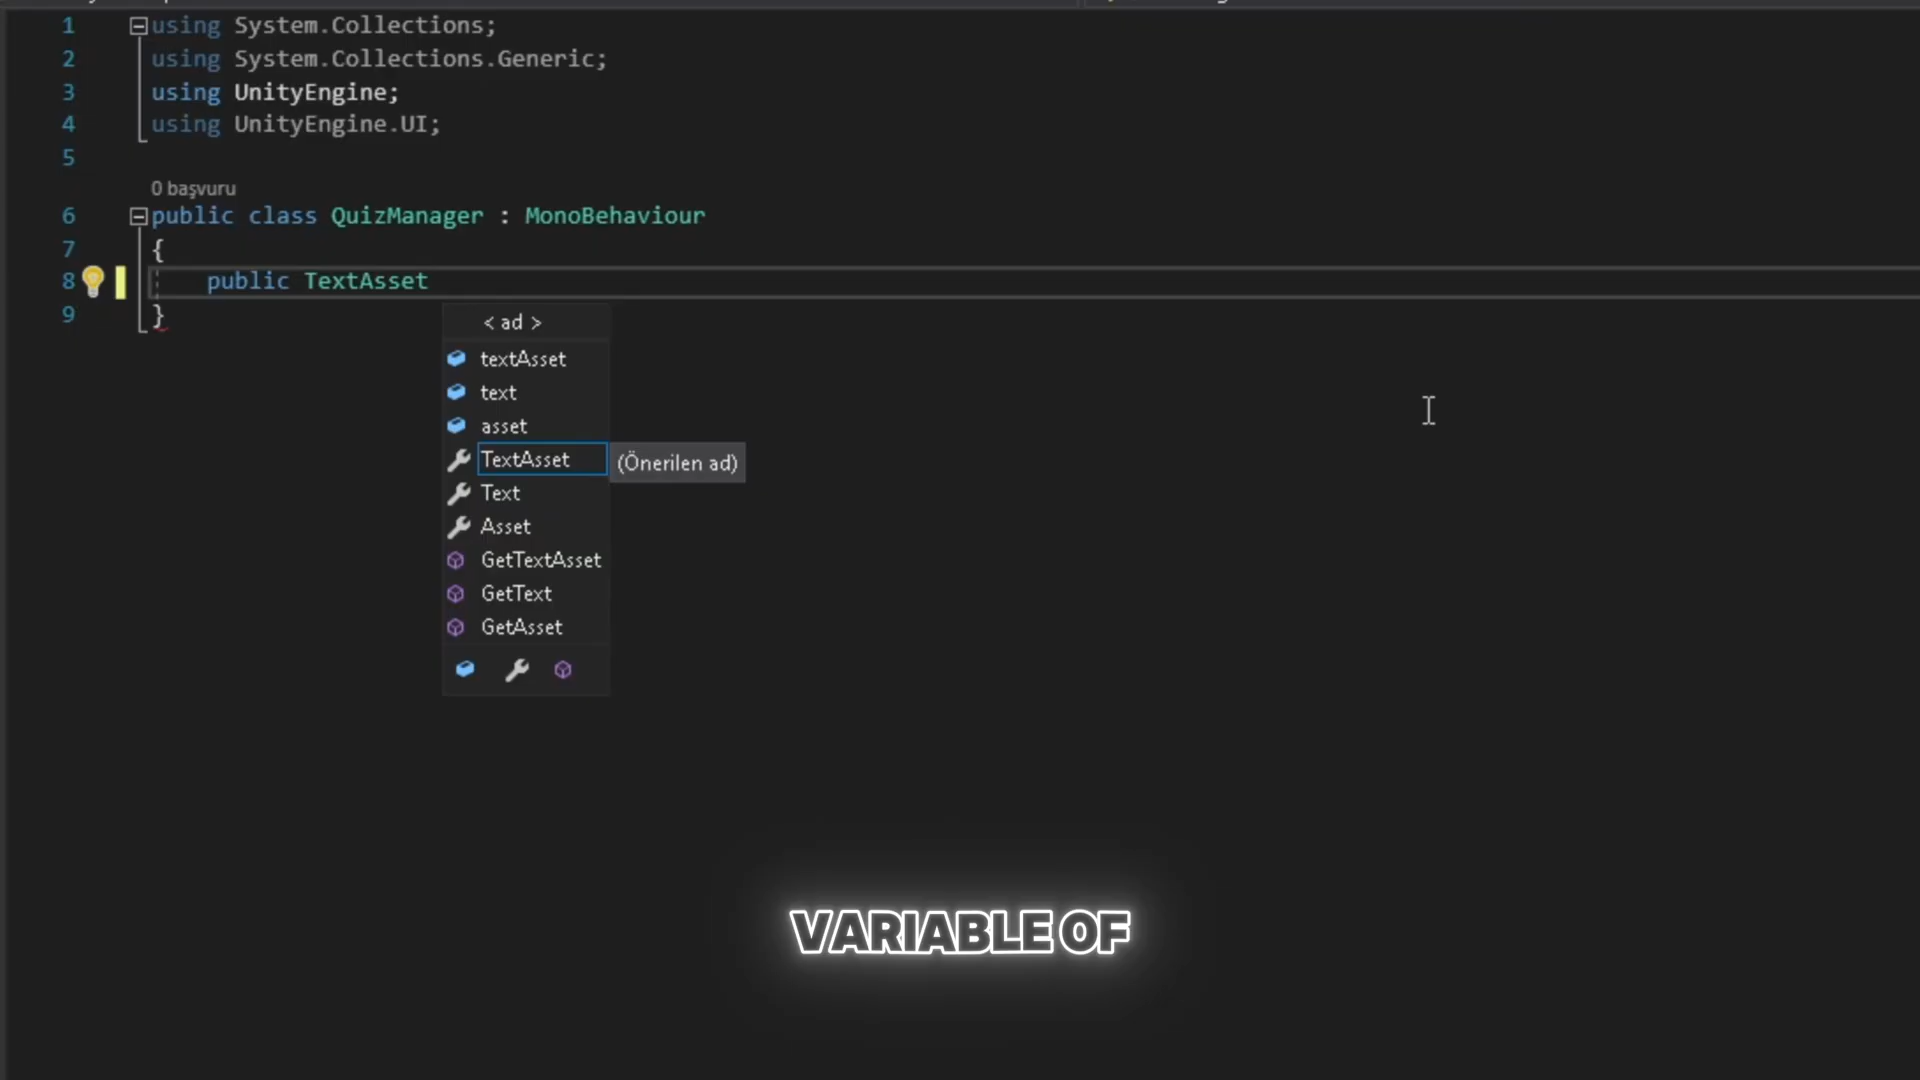 1 using System.Collections;
2 using System.Collections.Generic;
3 using UnityEngine;
4 using UnityEngine.UI;
5
0 başvuru
6 public class QuizManager : MonoBehaviour
7 {
8 public TextAsset
9 }
< ad >
textAsset
text
asset
TextAsset (Önerilen ad)
Text
Asset
GetTextAsset
GetText
GetAsset
VARIABLE OF